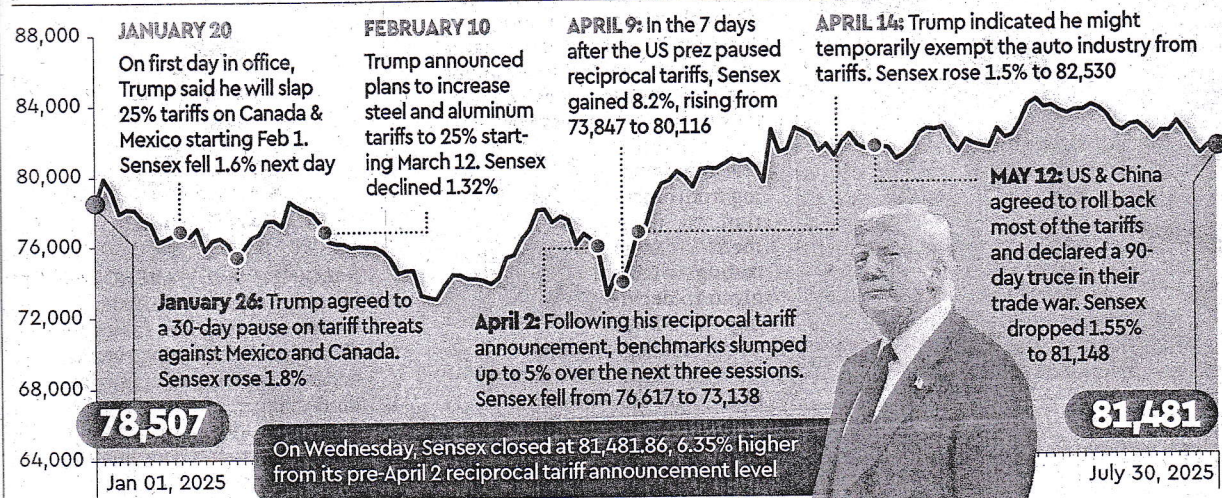 88,000
84,000
80,000
76,000
72,000
68,000
64,000
JANUARY 20
On first day in office,
Trump said he will slap
25% tariffs on Canada &
Mexico starting Feb 1.
Sensex fell 1.6% next day
FEBRUARY 10
Trump announced
plans to increase
steel and aluminum
tariffs to 25% start-
ing March 12. Sensex
declined 1.32%
APRIL 9: In the 7 days
after the US prez paused
reciprocal tariffs, Sensex
gained 8.2%, rising from
73,847 to 80,116
APRIL 14: Trump indicated he might
temporarily exempt the auto industry from
tariffs. Sensex rose 1.5% to 82,530
January 26: Trump agreed to
a 30-day pause on tariff threats
against Mexico and Canada.
Sensex rose 1.8%
April 2: Following his reciprocal tariff
announcement, benchmarks slumped
up to 5% over the next three sessions.
Sensex fell from 76,617 to 73,138
MAY 12: US & China
agreed to roll back
most of the tariffs
and declared a 90-
day truce in their
trade war. Sensex
dropped 1.55%
to 81,148
78,507
81,481
On Wednesday, Sensex closed at 81,481.86, 6.35% higher
from its pre-April 2 reciprocal tariff announcement level
Jan 01, 2025
July 30, 2025